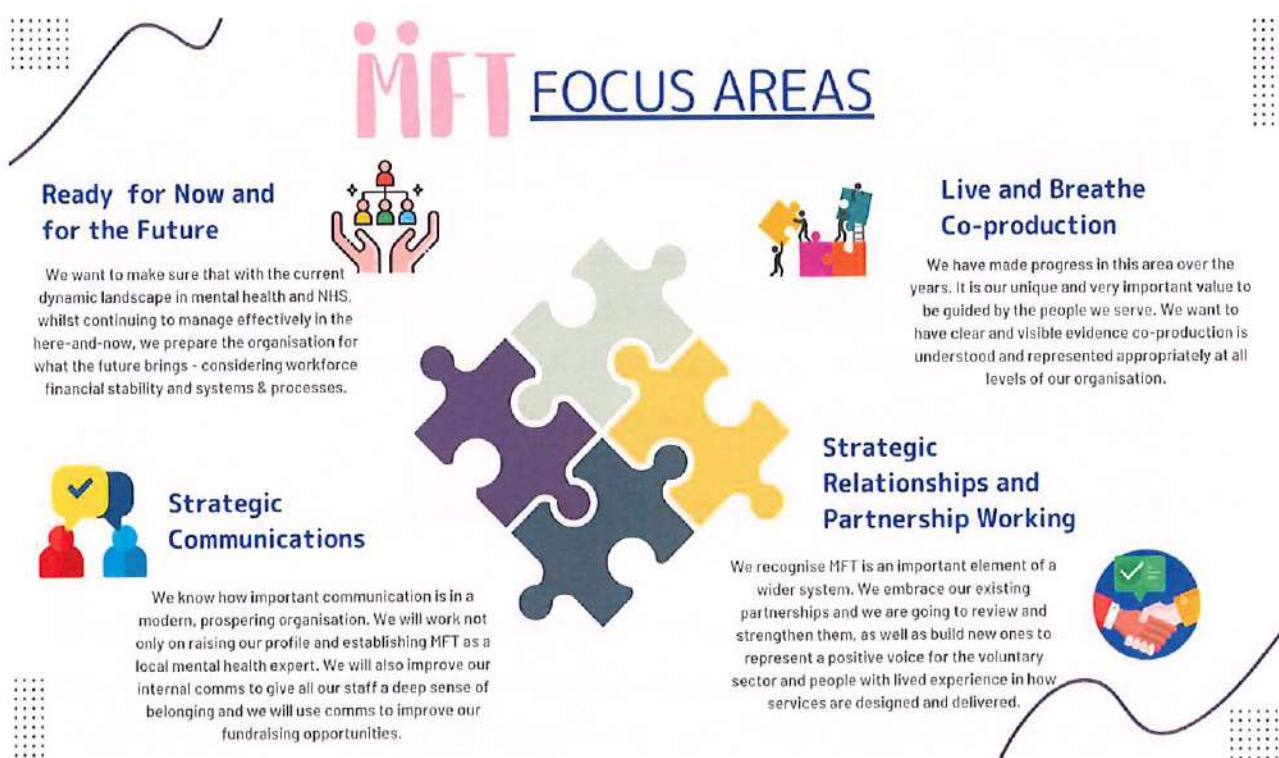 MFT FOCUS AREAS
Ready for Now and
for the Future
We want to make sure that with the current
dynamic landscape in mental health and NHS,
whilst continuing to manage effectively in the
here-and-now, we prepare the organisation for
what the future brings - considering workforce
financial stability and systems & processes.
Live and Breathe
Co-production
We have made progress in this area over the
years. It is our unique and very important value to
be guided by the people we serve. We want to
have clear and visible evidence co-production is
understood and represented appropriately at all
levels of our organisation.
Strategic
Communications
We know how important communication is in a
modern, prospering organisation. We will work not
only on raising our profile and establishing MFT as a
local mental health expert. We will also improve our
internal comms to give all our staff a deep sense of
belonging and we will use comms to improve our
fundraising opportunities.
Strategic
Relationships and
Partnership Working
We recognise MFT is an important element of a
wider system. We embrace our existing
partnerships and we are going to review and
strengthen them, as well as build new ones to
represent a positive voice for the voluntary
sector and people with lived experience in how
services are designed and delivered.